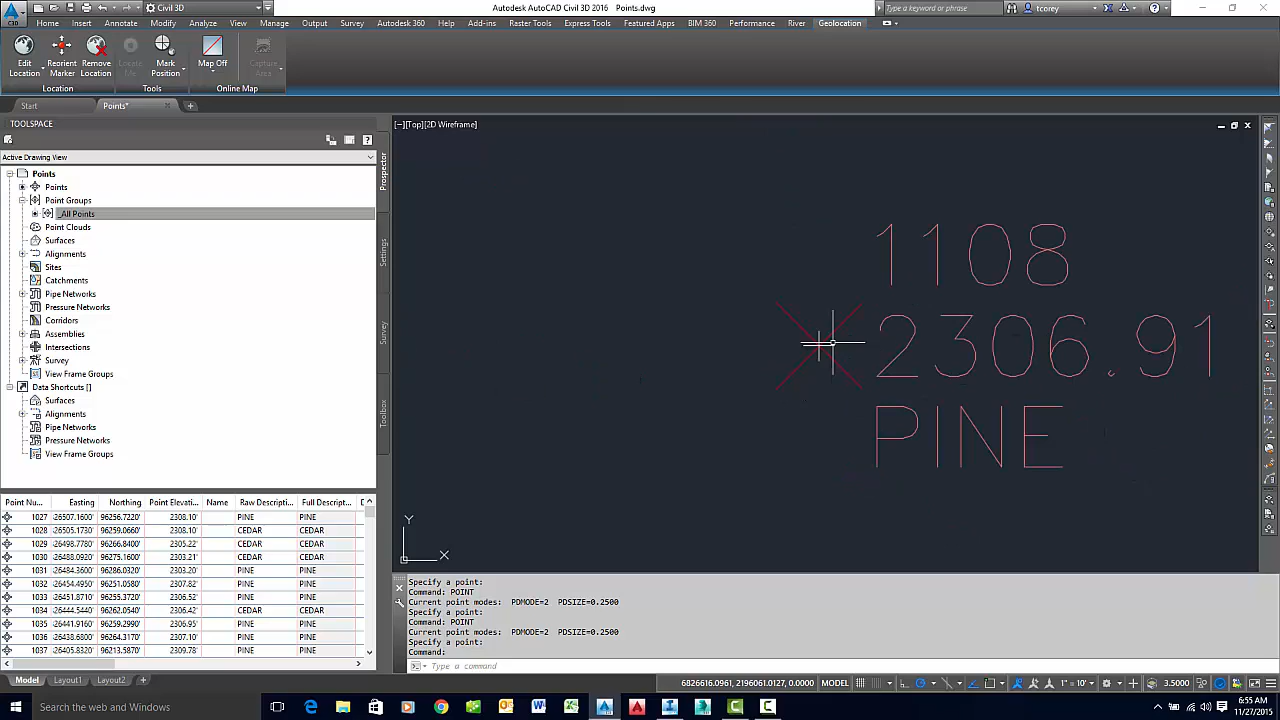 Civil 3D
Autodesk AutoCAD Civil 3D 2016 Points.dwg
Type a keyword or phrase
tcorey
Home Insert Annotate Modify Analyze View Manage Output Survey Autodesk 360 Help Add-ins Raster Tools Express Tools Featured Apps BIM 360 Performance River Geolocation
Edit Location
Reorient Marker
Remove Location
Locate Me
Mark Position
Map Off
Capture Area
Location Tools Online Map
Start Points*
TOOLSPACE
[−][Top][2D Wireframe]
Active Drawing View
Points
Points
Point Groups
_All Points
Point Clouds
Surfaces
Alignments
Sites
Catchments
Pipe Networks
Pressure Networks
Corridors
Assemblies
Intersections
Survey
View Frame Groups
Data Shortcuts []
Surfaces
Alignments
Pipe Networks
Pressure Networks
View Frame Groups
Prospector
Settings
Survey
Toolbox
1108
2306.91
PINE
Y
X
Point Nu... Easting Northing Point Elevati... Name Raw Descripti... Full Descript...
1027 26507.1600' 96256.7220' 2308.10' PINE PINE
1028 26505.1730' 96259.0660' 2308.10' CEDAR CEDAR
1029 26498.7780' 96266.8400' 2305.22' CEDAR CEDAR
1030 26488.0920' 96275.1600' 2303.21' CEDAR CEDAR
1031 26484.3600' 96286.0320' 2303.20' PINE PINE
1032 26454.4950' 96251.0580' 2307.82' PINE PINE
1033 26451.8710' 96255.3720' 2306.52' PINE PINE
1034 26444.5440' 96262.0540' 2306.42' CEDAR CEDAR
1035 26441.9160' 96259.2990' 2306.95' PINE PINE
1036 26438.6820' 96264.3170' 2307.10' PINE PINE
1037 26405.8320' 96213.5870' 2309.78' PINE PINE
Specify a point:
Command: POINT
Current point modes: PDMODE=2 PDSIZE=0.2500
Specify a point:
Command: POINT
Current point modes: PDMODE=2 PDSIZE=0.2500
Specify a point:
Command:
Type a command
Model Layout1 Layout2
6826616.0961, 2196061.0127, 0.0000 MODEL 1" = 10' 3.5000
Search the web and Windows
6:55 AM
11/27/2015